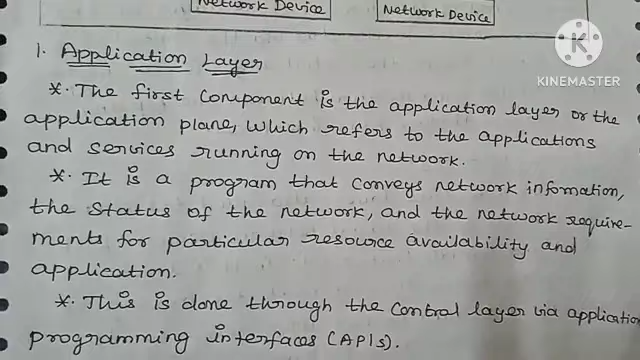 Network Device
Network Device
K
KINEMASTER
1. Application Layer
*. The first component is the application layer or the
application plane, which refers to the applications
and services running on the network.
*. It is a program that conveys network information,
the status of the network, and the network require-
ments for particular resource availability and
application.
*. This is done through the control layer via application
programming interfaces (APIs).